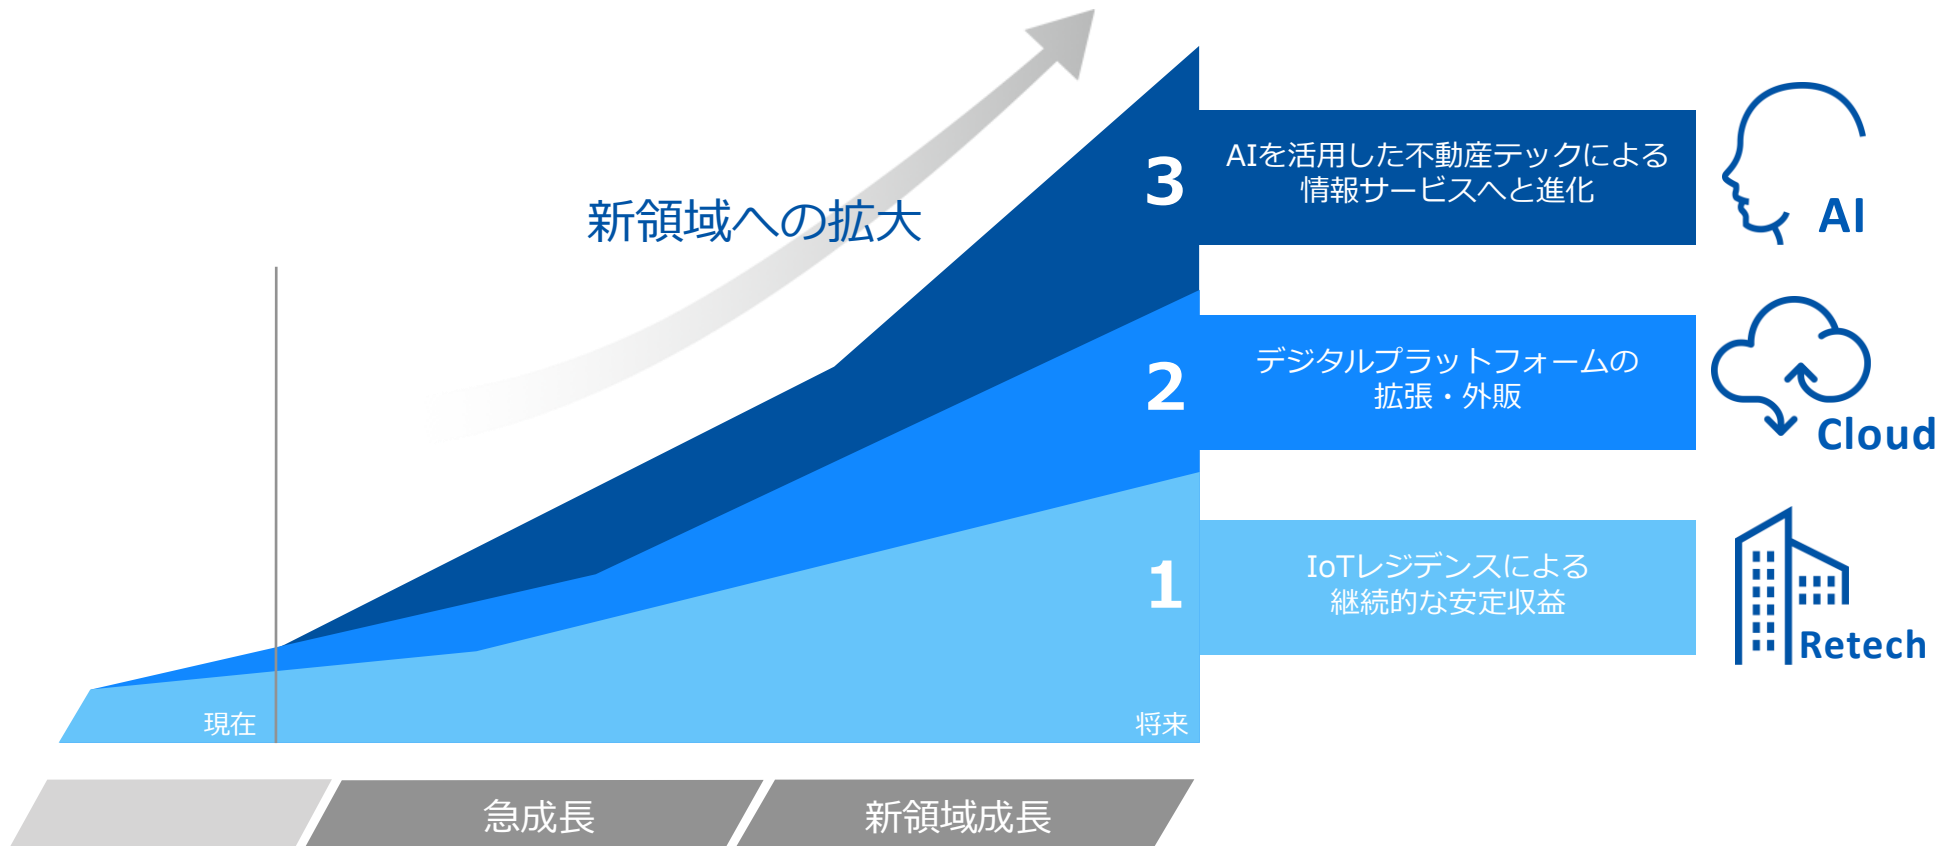 新領域への拡大
3
AIを活用した不動産テックによる
情報サービスへと進化
AI
2
デジタルプラットフォームの
拡張・外販
Cloud
1
IoTレジデンスによる
継続的な安定収益
Retech
現在
将来
急成長
新領域成長